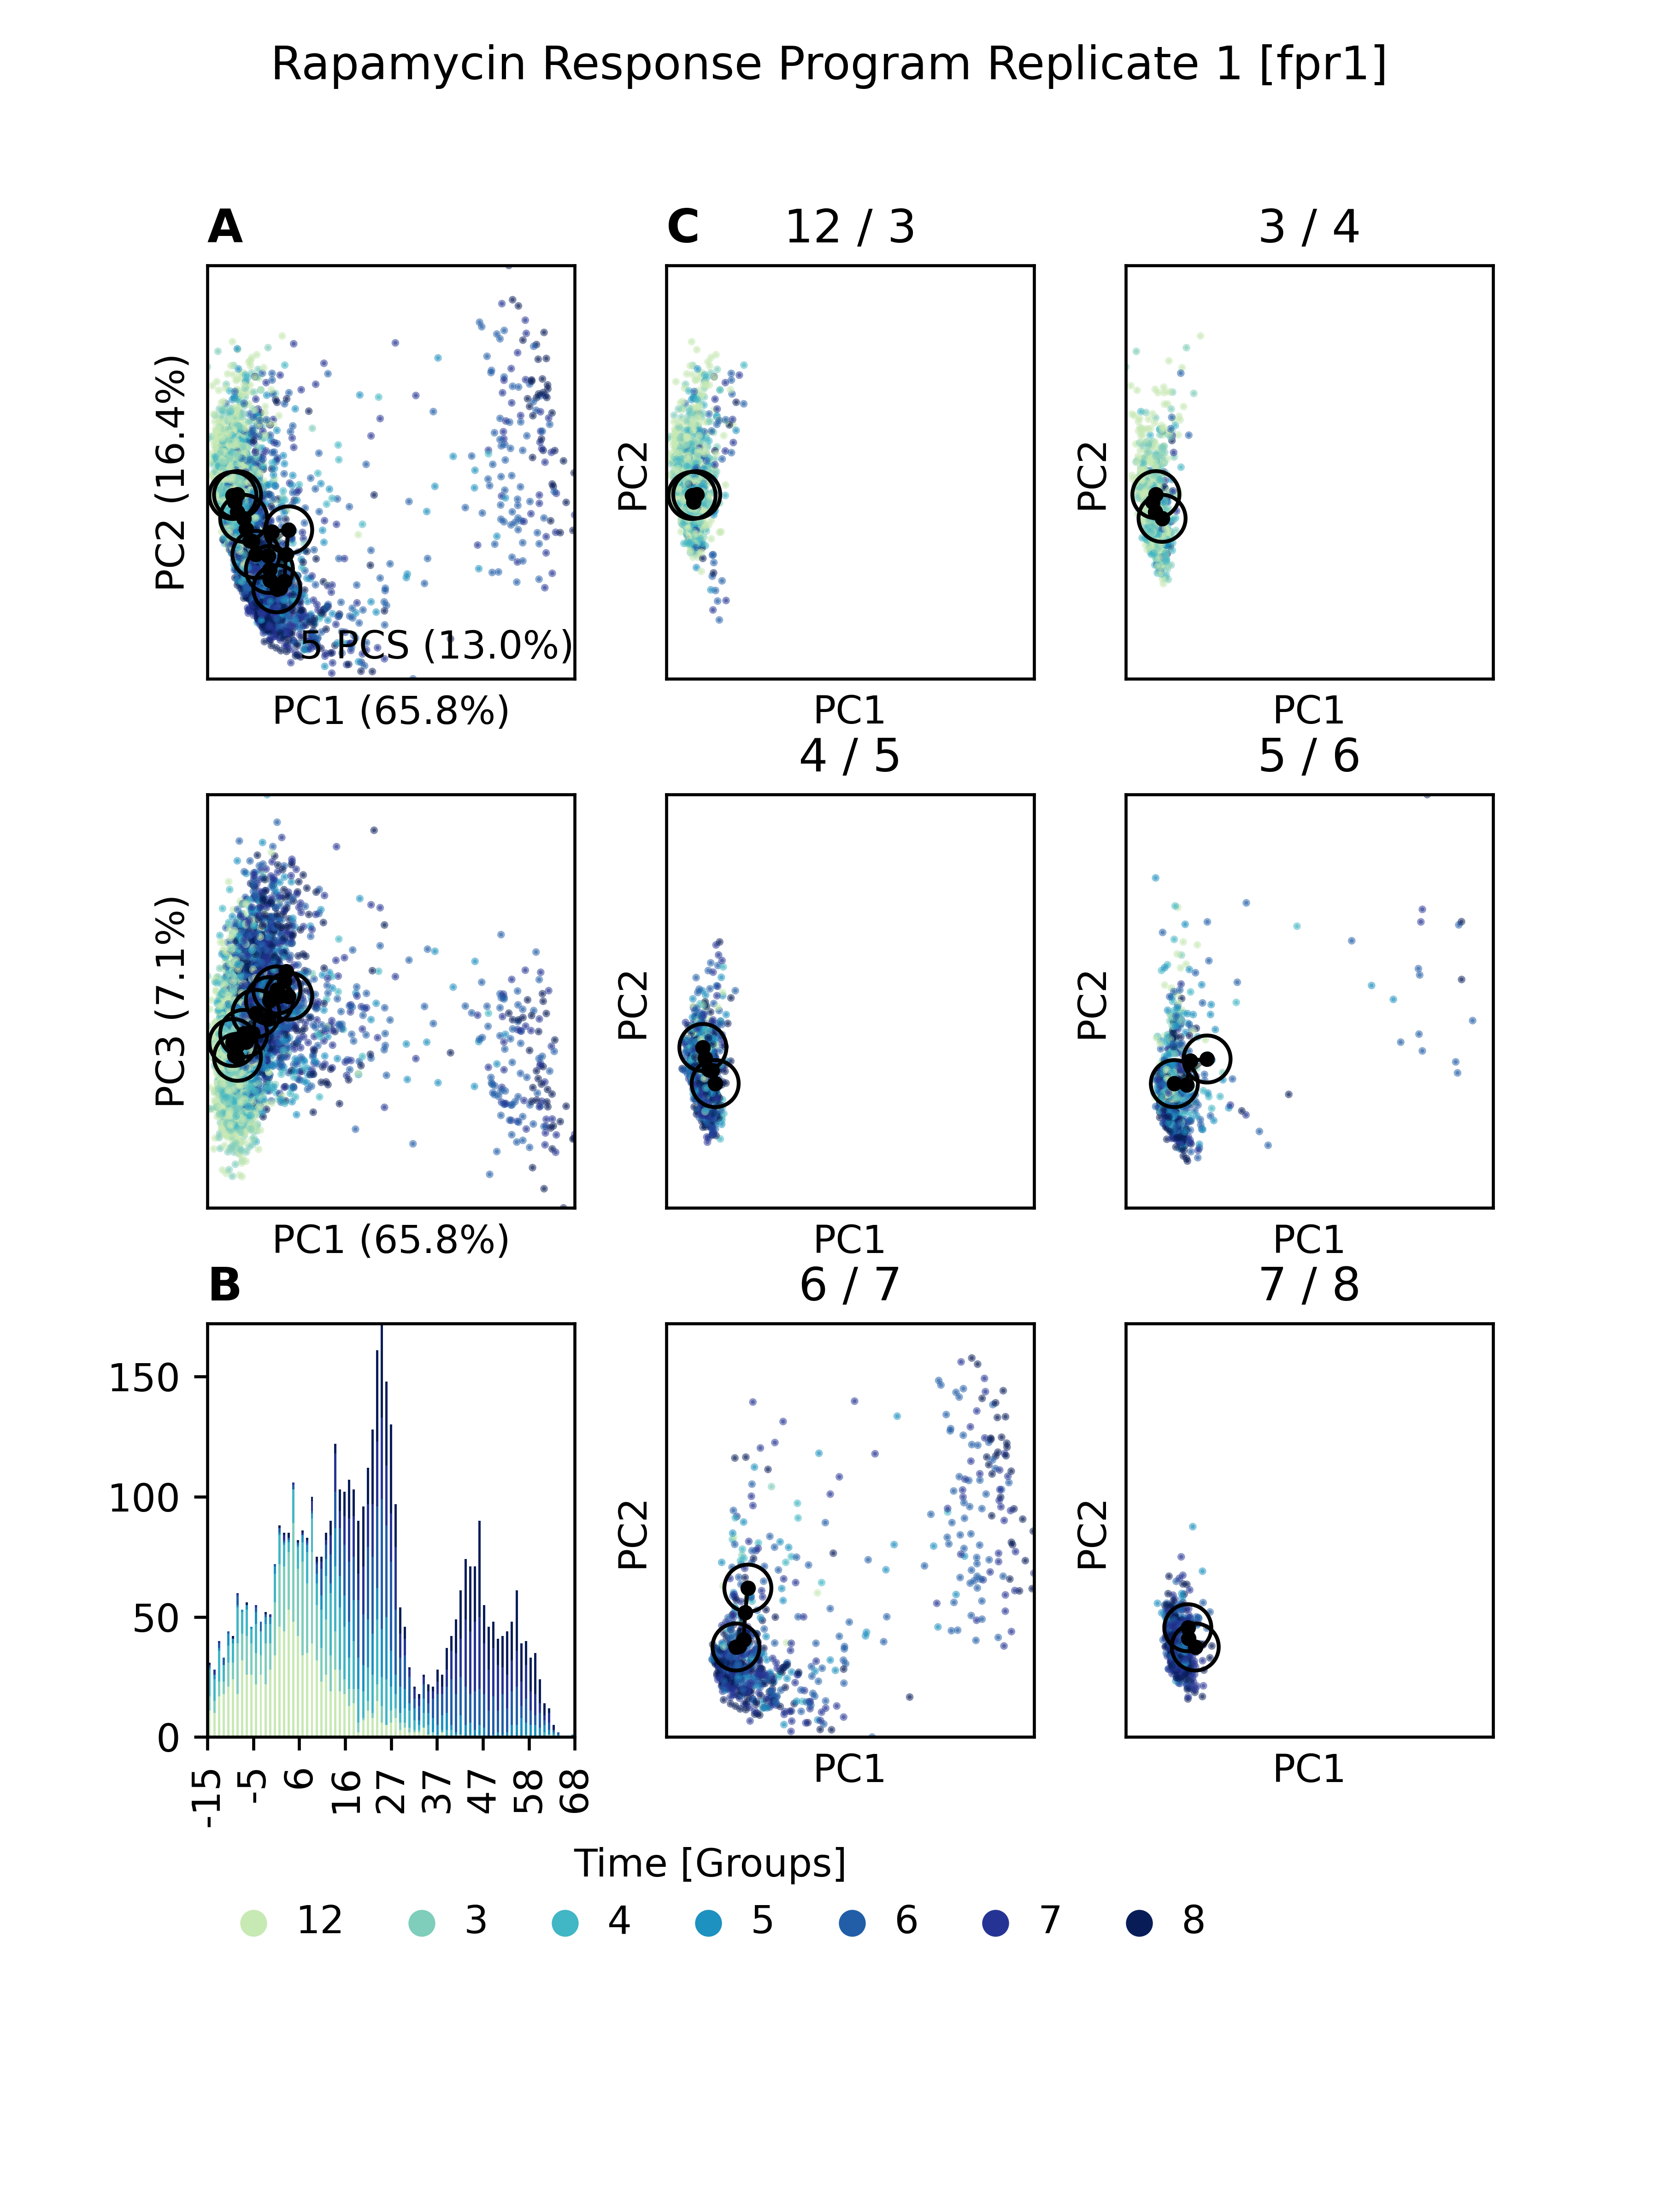 Rapamycin Response Program Replicate 1 [fpr1]
A
C
12 / 3
3 / 4
PC2 (16.4%)
5 PCS (13.0%)
PC1 (65.8%)
PC2
PC1
PC2
PC1
4 / 5
5 / 6
PC3 (7.1%)
PC1 (65.8%)
PC2
PC1
PC2
PC1
B
6 / 7
7 / 8
150
100
50
0
-15 -5 6 16 27 37 47 58 68
PC2
PC1
PC2
PC1
Time [Groups]
12 3 4 5 6 7 8